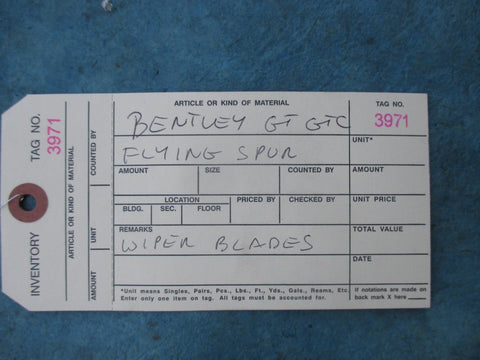 INVENTORY TAG NO. 3971
ARTICLE OR KIND OF MATERIAL
AMOUNT UNIT COUNTED BY
ARTICLE OR KIND OF MATERIAL TAG NO.
BENTLEY GT GTC 3971
UNIT*
FLYING SPUR
AMOUNT SIZE COUNTED BY AMOUNT
LOCATION PRICED BY CHECKED BY UNIT PRICE
BLDG. SEC. FLOOR
REMARKS TOTAL VALUE
WIPER BLADES
DATE
*Unit means Singles, Pairs, Pcs., Lbs., Ft., Yds., Gals., Reams, Etc. If notations are made on
Enter only one item on tag. All tags must be accounted for. back mark X here